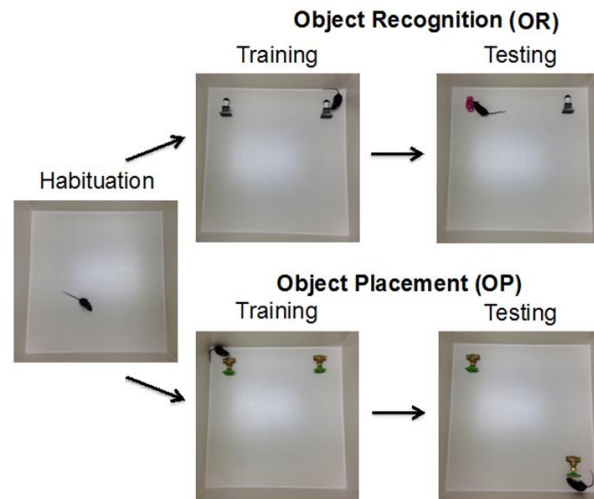 Object Recognition (OR)
Training
Testing
Habituation
Object Placement (OP)
Training
Testing